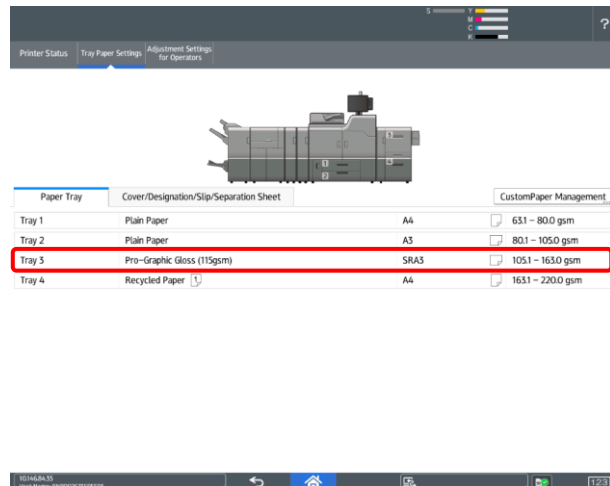 S Y
M
C
K
?
Printer Status Tray Paper Settings Adjustment Settings for Operators
3
1 4
2
Paper Tray Cover/Designation/Slip/Separation Sheet CustomPaper Management
Tray 1 Plain Paper A4 63.1 – 80.0 gsm
Tray 2 Plain Paper A3 80.1 – 105.0 gsm
Tray 3 Pro-Graphic Gloss (115gsm) SRA3 105.1 – 163.0 gsm
Tray 4 Recycled Paper 1 A4 163.1 – 220.0 gsm
10.146.84.35
123